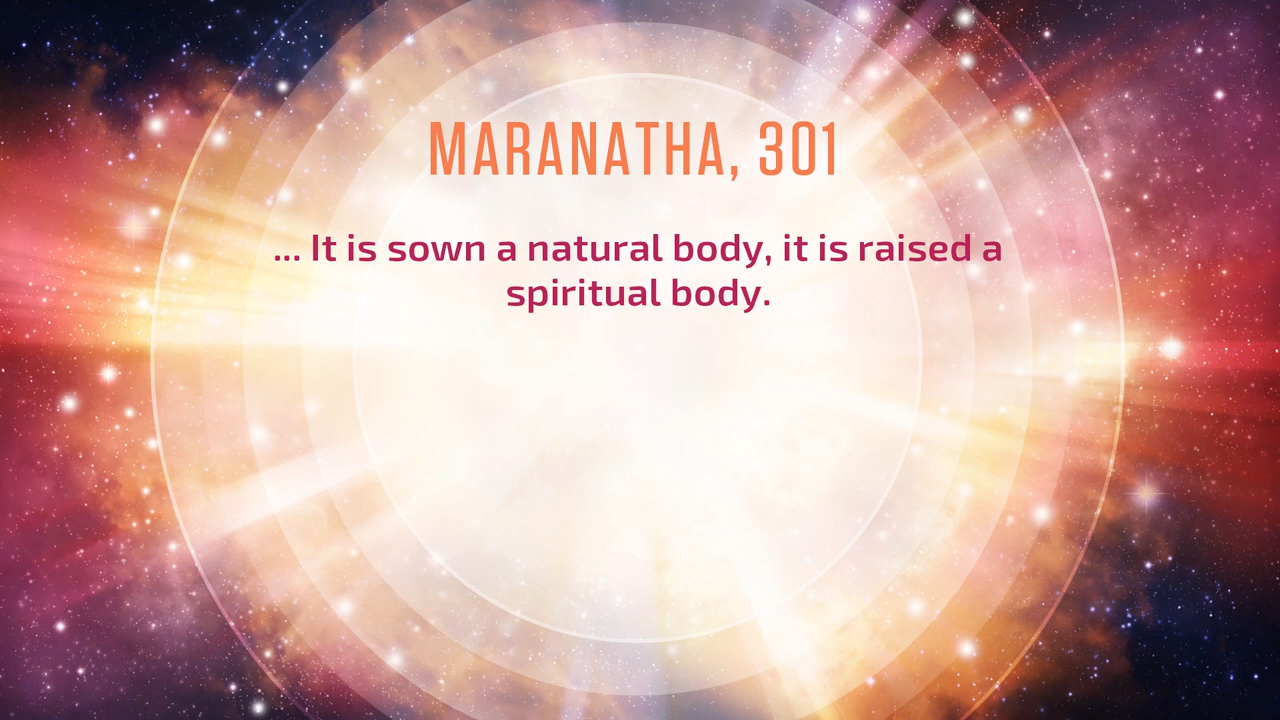 MARANATHA, 301
... It is sown a natural body, it is raised a
spiritual body.